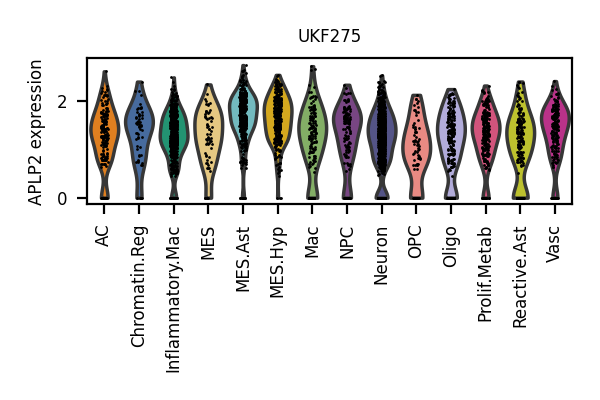 UKF275
APLP2 expression
2
0
AC
Chromatin.Reg
Inflammatory.Mac
MES
MES.Ast
MES.Hyp
Mac
NPC
Neuron
OPC
Oligo
Prolif.Metab
Reactive.Ast
Vasc